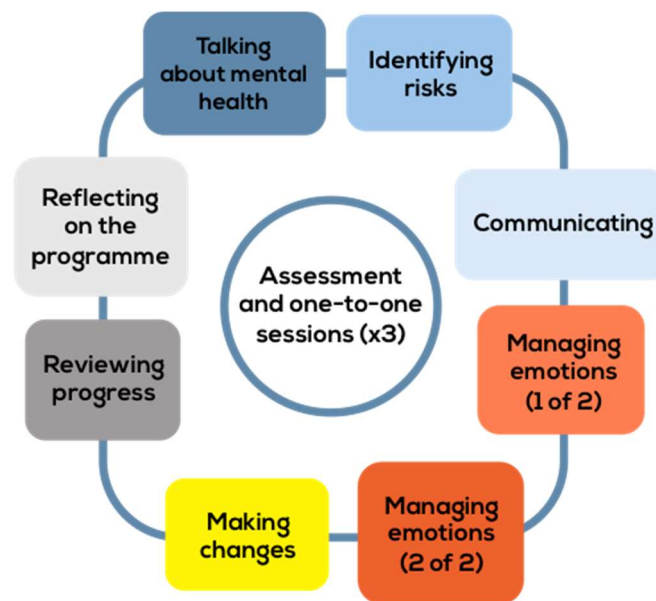 Talking
about mental
health
Identifying
risks
Communicating
Managing
emotions
(1 of 2)
Managing
emotions
(2 of 2)
Making
changes
Reviewing
progress
Reflecting
on the
programme
Assessment
and one-to-one
sessions (x3)